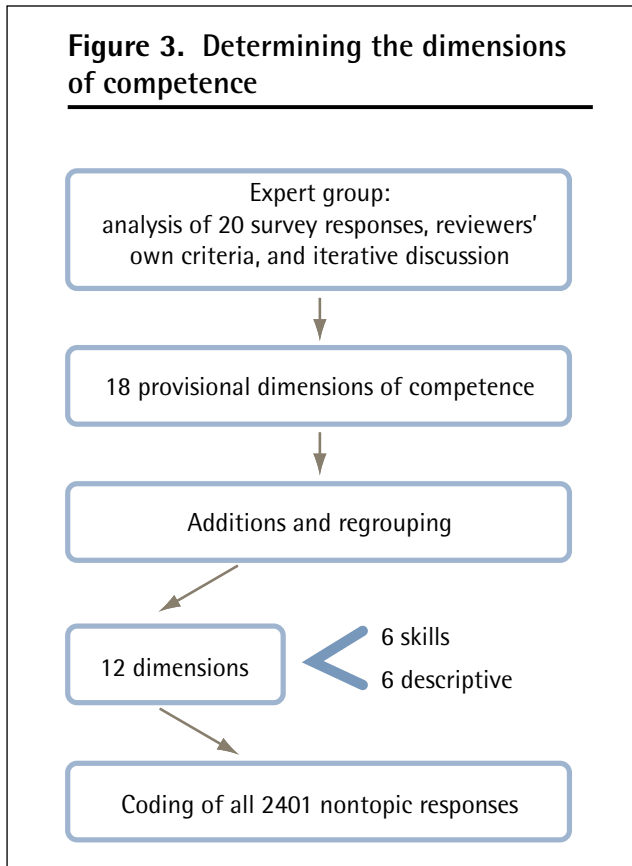 Figure 3. Determining the dimensions
of competence
Expert group:
analysis of 20 survey responses, reviewers’
own criteria, and iterative discussion
18 provisional dimensions of competence
Additions and regrouping
12 dimensions
6 skills
6 descriptive
Coding of all 2401 nontopic responses